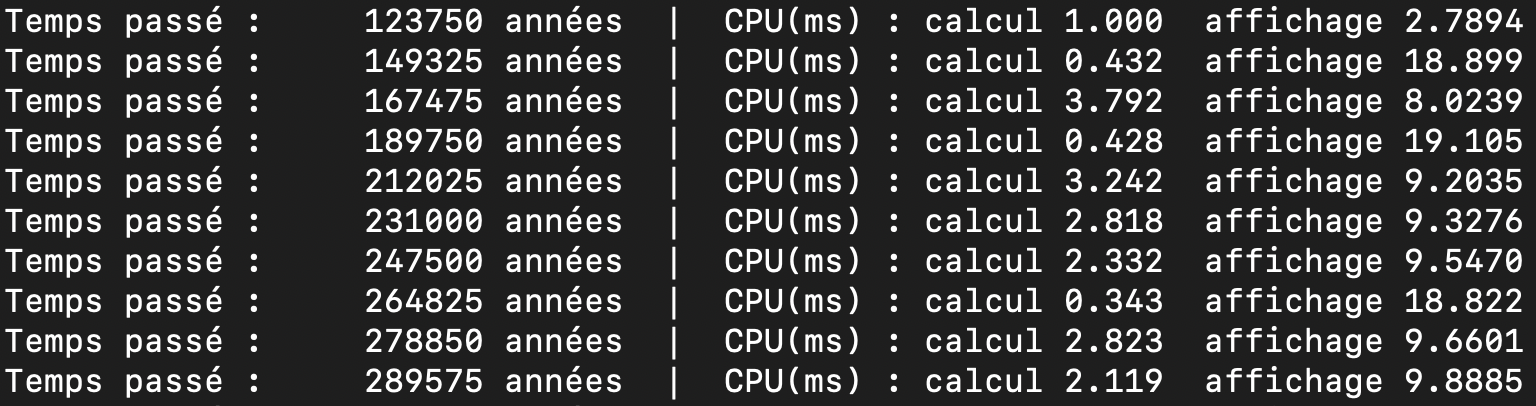 Temps passé :     123750 années  |  CPU(ms) : calcul 1.000  affichage 2.7894
Temps passé :     149325 années  |  CPU(ms) : calcul 0.432  affichage 18.899
Temps passé :     167475 années  |  CPU(ms) : calcul 3.792  affichage 8.0239
Temps passé :     189750 années  |  CPU(ms) : calcul 0.428  affichage 19.105
Temps passé :     212025 années  |  CPU(ms) : calcul 3.242  affichage 9.2035
Temps passé :     231000 années  |  CPU(ms) : calcul 2.818  affichage 9.3276
Temps passé :     247500 années  |  CPU(ms) : calcul 2.332  affichage 9.5470
Temps passé :     264825 années  |  CPU(ms) : calcul 0.343  affichage 18.822
Temps passé :     278850 années  |  CPU(ms) : calcul 2.823  affichage 9.6601
Temps passé :     289575 années  |  CPU(ms) : calcul 2.119  affichage 9.8885